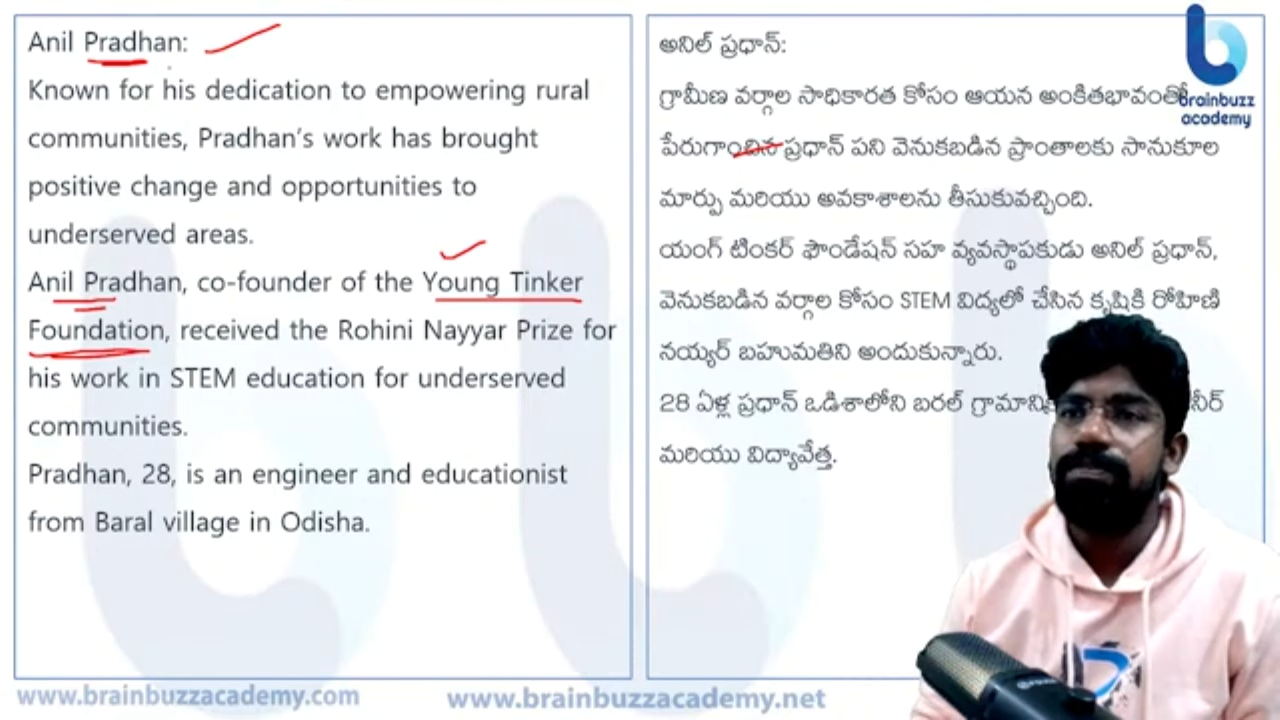 Anil Pradhan:
Known for his dedication to empowering rural
communities, Pradhan's work has brought
positive change and opportunities to
underserved areas.
Anil Pradhan, co-founder of the Young Tinker
Foundation, received the Rohini Nayyar Prize for
his work in STEM education for underserved
communities.
Pradhan, 28, is an engineer and educationist
from Baral village in Odisha.
అనిల్ ప్రధాన్:
గ్రామీణ వర్గాల సాధికారత కోసం ఆయన అంకితభావంతో
పేరుగాంచిన ప్రధాన్ పని వెనుకబడిన ప్రాంతాలకు సానుకూల
మార్పు మరియు అవకాశాలను తీసుకువచ్చింది.
యంగ్ టింకర్ ఫౌండేషన్ సహ వ్యవస్థాపకుడు అనిల్ ప్రధాన్,
వెనుకబడిన వర్గాల కోసం STEM విద్యలో చేసిన కృషికి రోహిణి
నయ్యర్ బహుమతిని అందుకున్నారు.
28 ఏళ్ల ప్రధాన్ ఒడిశాలోని బరల్
మరియు విద్యావేత్త.
brainbuzz
academy
www.brainbuzzacademy.com
www.brainbuzzacademy.net